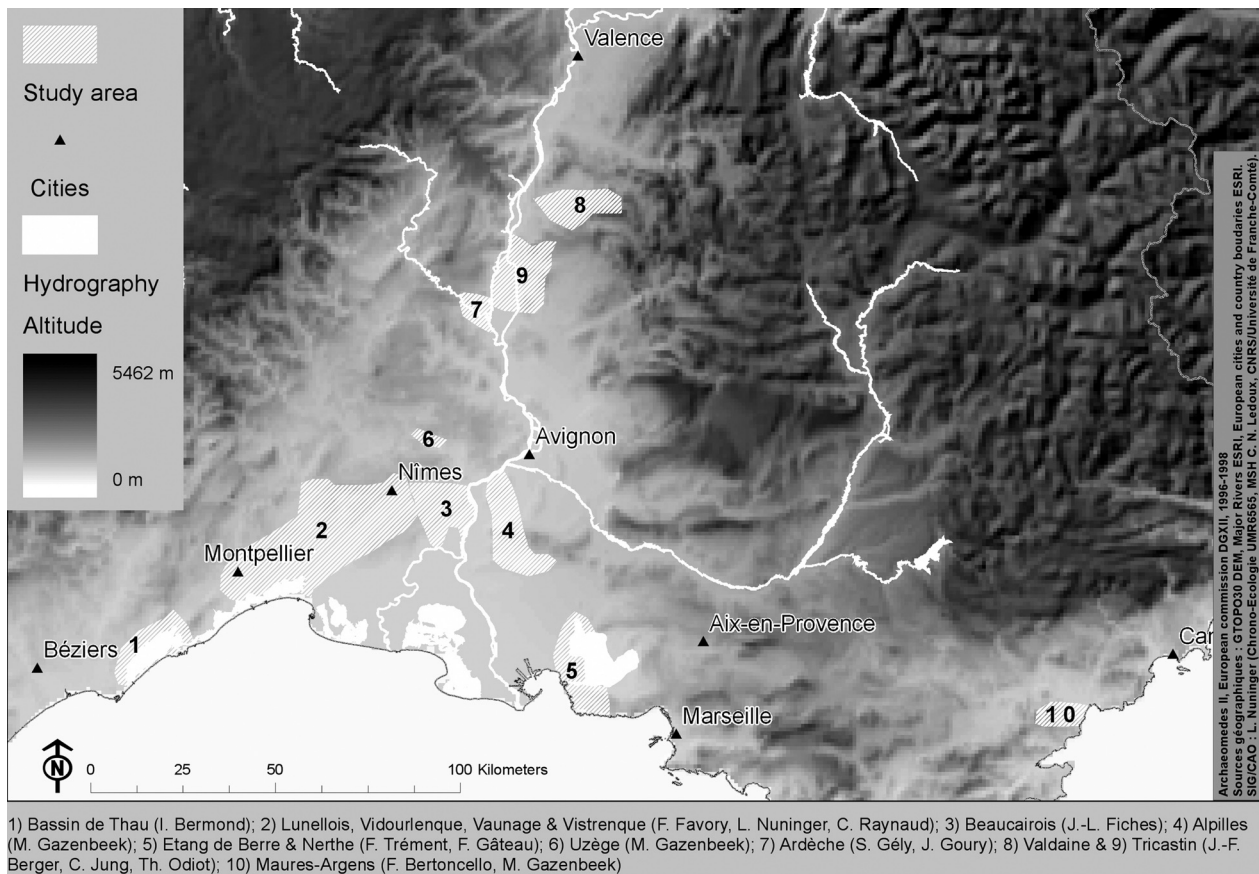 Study area
Cities
Hydrography
Altitude
5462 m
0 m
Valence
8
9
7
6
Avignon
Nîmes
3
4
2
Montpellier
Aix-en-Provence
Béziers
1
5
10
Marseille
Can
N
0 25 50 100 Kilometers
Archaeomedes II, European commission DGXII, 1996-1998
Sources géographiques : GTOPO30 DEM, Major Rivers ESRI, European cities and country boudaries ESRI.
SIG/CAO : L. Nuninger (Chrono-Ecologie UMR6565, MSH C. N. Ledoux, CNRS/Université de Franche-Comté).
1) Bassin de Thau (I. Bermond); 2) Lunellois, Vidourlenque, Vaunage & Vistrenque (F. Favory, L. Nuninger, C. Raynaud); 3) Beaucairois (J.-L. Fiches); 4) Alpilles
(M. Gazenbeek); 5) Etang de Berre & Nerthe (F. Trément, F. Gâteau); 6) Uzège (M. Gazenbeek); 7) Ardèche (S. Gély, J. Goury); 8) Valdaine & 9) Tricastin (J.-F.
Berger, C. Jung, Th. Odiot); 10) Maures-Argens (F. Bertoncello, M. Gazenbeek)